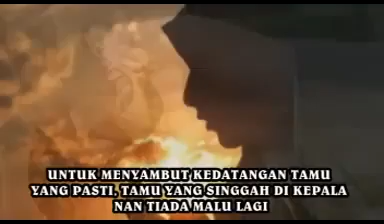 UNTUK MENYAMBUT KEDATANGAN TAMU
YANG PASTI, TAMU YANG SINGGAH DI KEPALA
NAN TIADA MALU LAGI